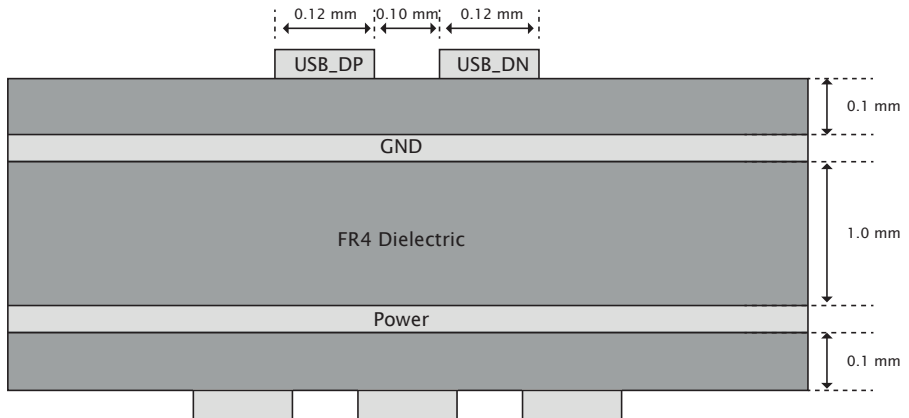 0.12 mm 0.10 mm 0.12 mm
USB_DP USB_DN
0.1 mm
GND
1.0 mm
FR4 Dielectric
Power
0.1 mm